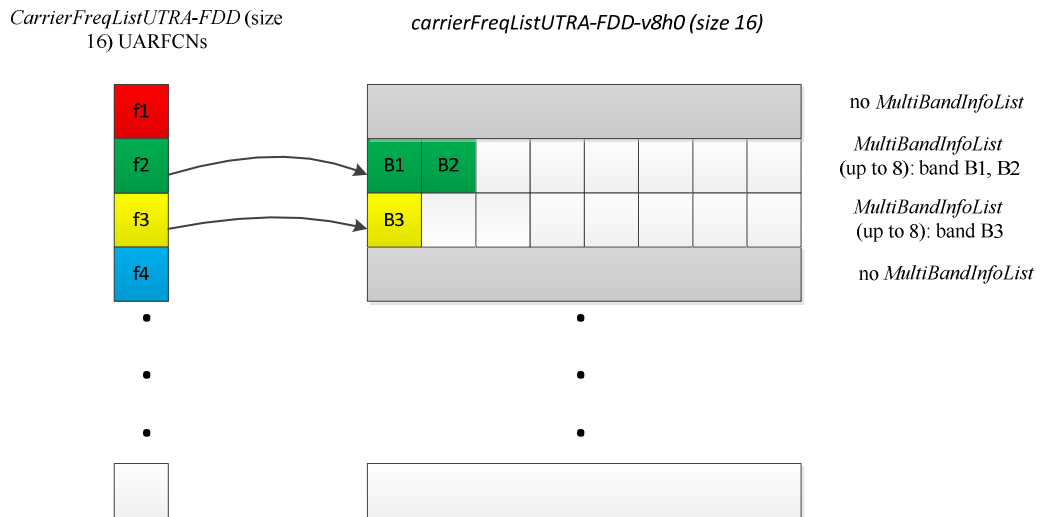 CarrierFreqListUTRA-FDD (size
16) UARFCNs
carrierFreqListUTRA-FDD-v8h0 (size 16)
f1
no MultiBandInfoList
f2
B1 B2
MultiBandInfoList
(up to 8): band B1, B2
f3
B3
MultiBandInfoList
(up to 8): band B3
f4
no MultiBandInfoList